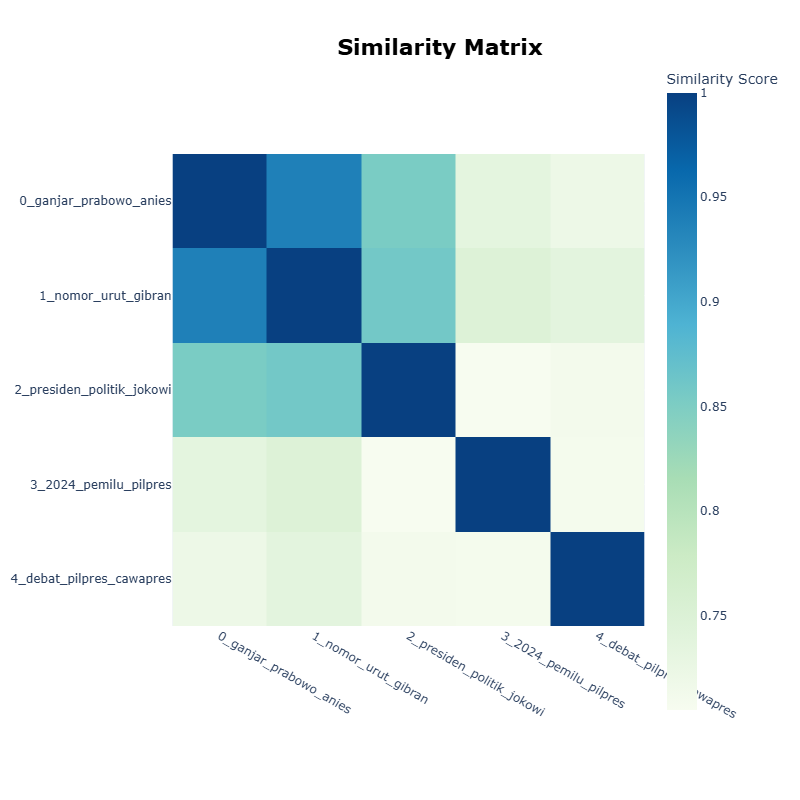 Similarity Matrix
Similarity Score
1
0.95
0.9
0.85
0.8
0.75
0_ganjar_prabowo_anies
1_nomor_urut_gibran
2_presiden_politik_jokowi
3_2024_pemilu_pilpres
4_debat_pilpres_cawapres
0_ganjar_prabowo_anies
1_nomor_urut_gibran
2_presiden_politik_jokowi
3_2024_pemilu_pilpres
4_debat_pilpres_cawapres